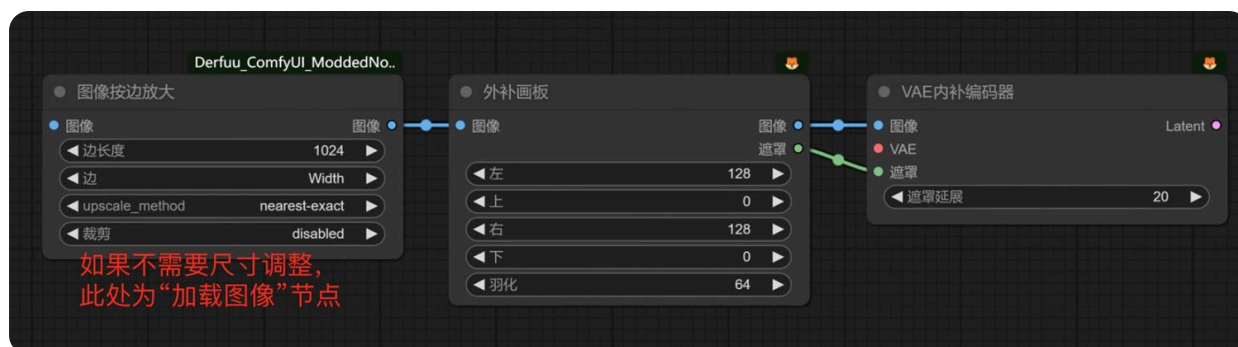 Derfuu_ComfyUI_ModdedNo..
图像按边放大
图像 图像
边长度 1024
边 Width
upscale_method nearest-exact
裁剪 disabled
如果不需要尺寸调整，
此处为“加载图像”节点
外补画板
图像 图像
遮罩
左 128
上 0
右 128
下 0
羽化 64
VAE内补编码器
图像 Latent
VAE
遮罩
遮罩延展 20